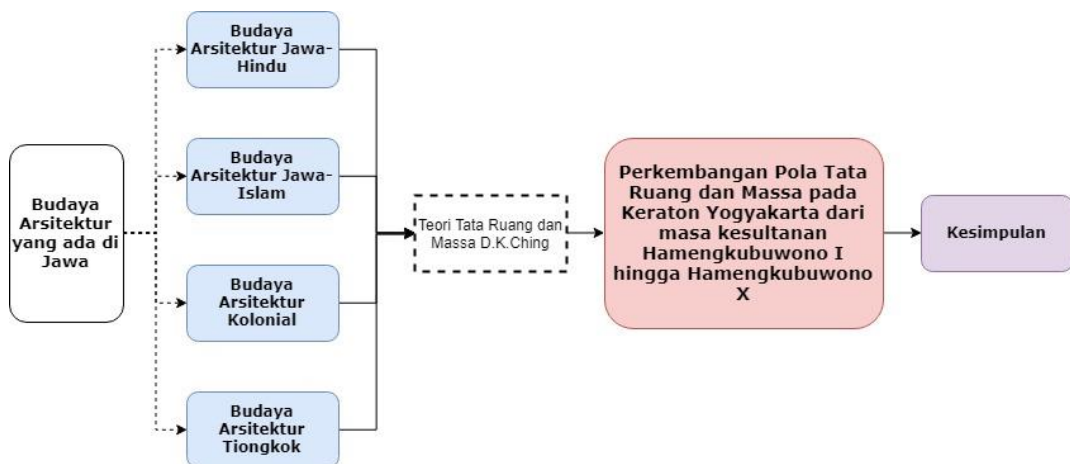 Budaya
Arsitektur
yang ada di
Jawa
Budaya
Arsitektur Jawa-
Hindu
Budaya
Arsitektur Jawa-
Islam
Budaya
Arsitektur
Kolonial
Budaya
Arsitektur
Tiongkok
Teori Tata Ruang dan
Massa D.K.Ching
Perkembangan Pola Tata
Ruang dan Massa pada
Keraton Yogyakarta dari
masa kesultanan
Hamengkubuwono I
hingga Hamengkubuwono
X
Kesimpulan